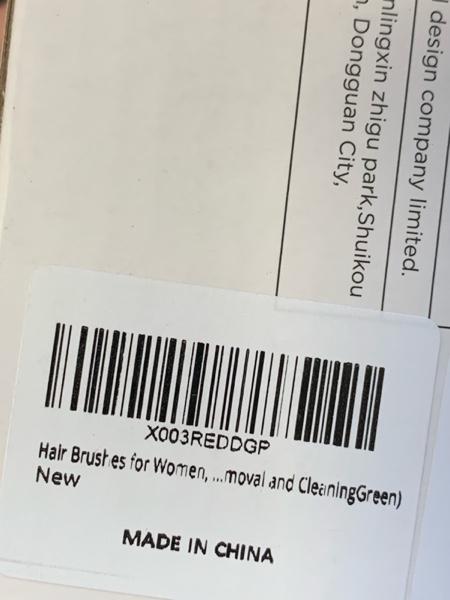 design company limited.
nlingxin zhigu park,Shuikou
, Dongguan City,
X003REDDGP
Hair Brushes for Women, ...moval and CleaningGreen)
New
MADE IN CHINA